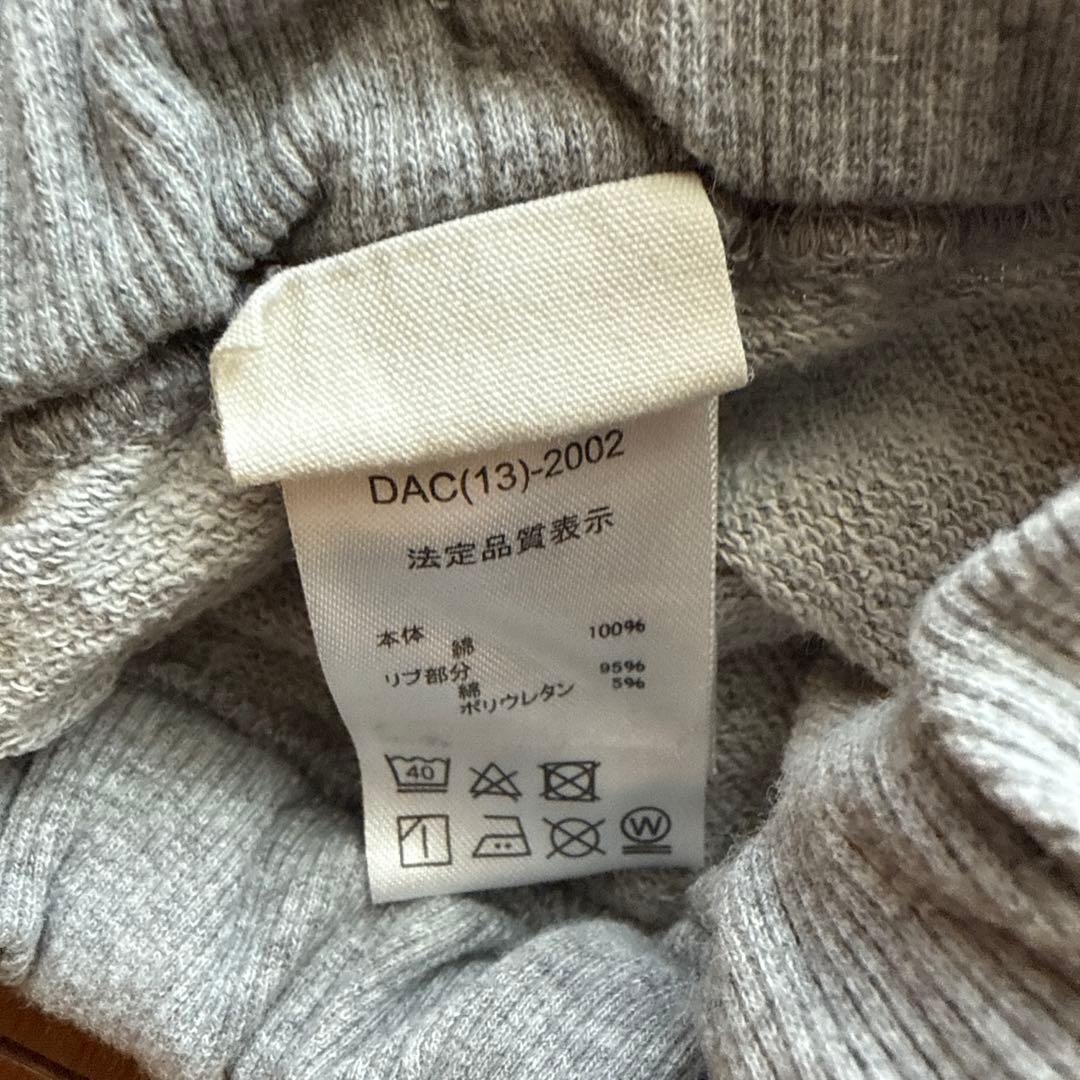 DAC(13)-2002
法定品質表示
本体 100%
綿
リブ部分 95%
綿 5%
ポリウレタン
40
W